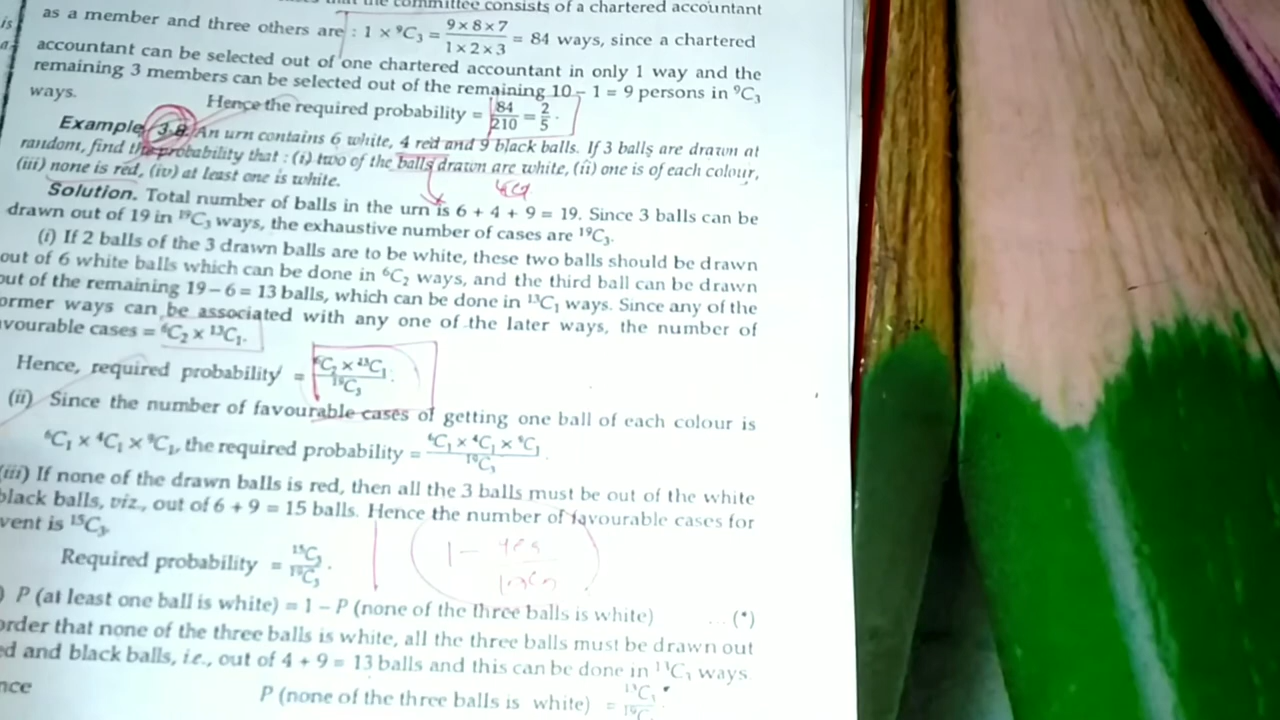 the committee consists of a chartered accountant
as a member and three others are : 1 × ⁹C₃ = (9 × 8 × 7)/(1 × 2 × 3) = 84 ways, since a chartered
accountant can be selected out of one chartered accountant in only 1 way and the
remaining 3 members can be selected out of the remaining 10 – 1 = 9 persons in ⁹C₃
ways.
Hence the required probability = 84/210 = 2/5 .
Example 3·8. An urn contains 6 white, 4 red and 9 black balls. If 3 balls are drawn at
random, find the probability that : (i) two of the balls drawn are white, (ii) one is of each colour,
(iii) none is red, (iv) at least one is white.
Solution. Total number of balls in the urn is 6 + 4 + 9 = 19. Since 3 balls can be
drawn out of 19 in ¹⁹C₃ ways, the exhaustive number of cases are ¹⁹C₃.
(i) If 2 balls of the 3 drawn balls are to be white, these two balls should be drawn
out of 6 white balls which can be done in ⁶C₂ ways, and the third ball can be drawn
out of the remaining 19 – 6 = 13 balls, which can be done in ¹³C₁ ways. Since any of the
ormer ways can be associated with any one of the later ways, the number of
avourable cases = ⁶C₂ × ¹³C₁.
Hence, required probability = (⁶C₂ × ¹³C₁)/¹⁹C₃ .
(ii) Since the number of favourable cases of getting one ball of each colour is
⁶C₁ × ⁴C₁ × ⁹C₁, the required probability = (⁶C₁ × ⁴C₁ × ⁹C₁)/¹⁹C₃ .
(iii) If none of the drawn balls is red, then all the 3 balls must be out of the white
black balls, viz., out of 6 + 9 = 15 balls. Hence the number of favourable cases for
vent is ¹⁵C₃.
Required probability = ¹⁵C₃/¹⁹C₃ .
) P (at least one ball is white) = 1 – P (none of the three balls is white) ... (*)
order that none of the three balls is white, all the three balls must be drawn out
ed and black balls, i.e., out of 4 + 9 = 13 balls and this can be done in ¹³C₃ ways
nce
P (none of the three balls is white) =